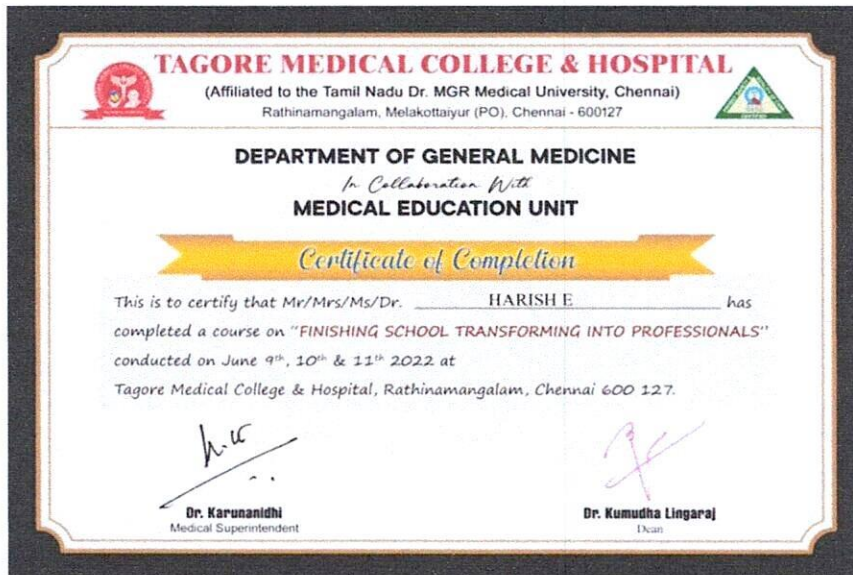 TAGORE MEDICAL COLLEGE & HOSPITAL
(Affiliated to the Tamil Nadu Dr. MGR Medical University, Chennai)
Rathinamangalam, Melakottaiyur (PO), Chennai - 600127
DEPARTMENT OF GENERAL MEDICINE
In Collaboration With
MEDICAL EDUCATION UNIT
Certificate of Completion
This is to certify that Mr/Mrs/Ms/Dr. HARISH E has
completed a course on "FINISHING SCHOOL TRANSFORMING INTO PROFESSIONALS"
conducted on June 9th, 10th & 11th 2022 at
Tagore Medical College & Hospital, Rathinamangalam, Chennai 600 127.
Dr. Karunanidhi
Medical Superintendent
Dr. Kumudha Lingaraj
Dean